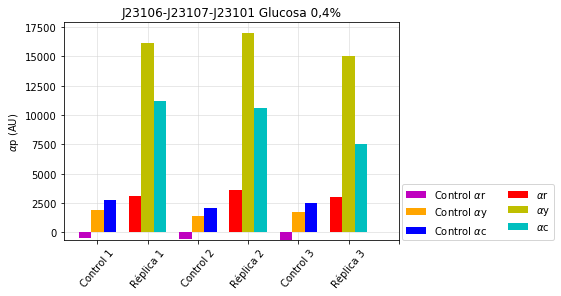 J23106-J23107-J23101 Glucosa 0,4%
αp (AU)
17500
15000
12500
10000
7500
5000
2500
0
Control 1
Réplica 1
Control 2
Réplica 2
Control 3
Réplica 3
Control αr
Control αy
Control αc
αr
αy
αc